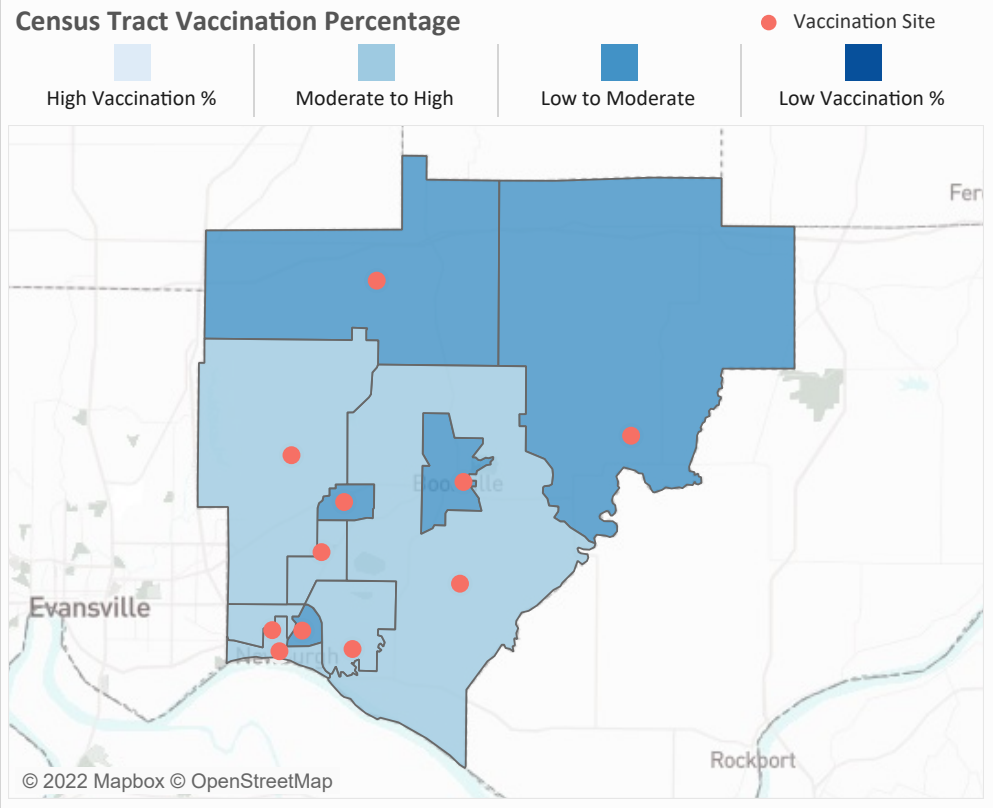 Census Tract Vaccination Percentage
Vaccination Site
High Vaccination %
Moderate to High
Low to Moderate
Low Vaccination %
Evansville
Rockport
© 2022 Mapbox © OpenStreetMap